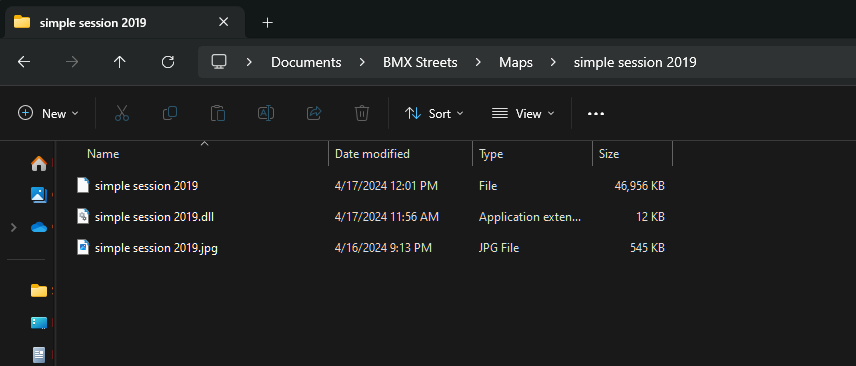 simple session 2019
Documents > BMX Streets > Maps > simple session 2019
New Sort View
Name Date modified Type Size
simple session 2019 4/17/2024 12:01 PM File 46,956 KB
simple session 2019.dll 4/17/2024 11:56 AM Application exten... 12 KB
simple session 2019.jpg 4/16/2024 9:13 PM JPG File 545 KB